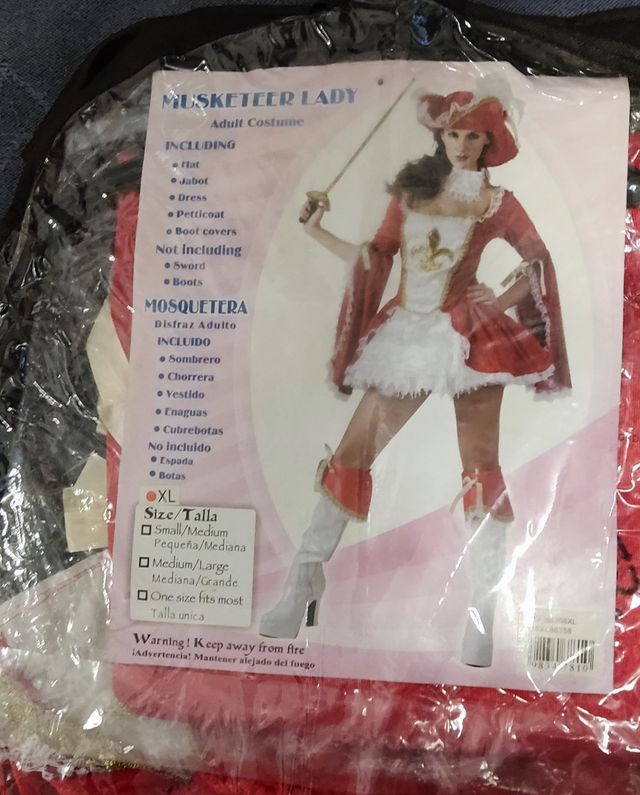 MUSKETEER LADY
Adult Costume
INCLUDING
Hat
Jabot
Dress
Petticoat
Boot covers
Not including
Sword
Boots
MOSQUETERA
Disfraz Adulto
INCLUIDO
Sombrero
Chorrera
Vestido
Enaguas
Cubrebotas
No incluido
Espada
Botas
XL
Size/Talla
Small/Medium
Pequeña/Mediana
Medium/Large
Mediana/Grande
One size fits most
Talla unica
Warning! Keep away from fire
¡Advertencia! Mantener alejado del fuego